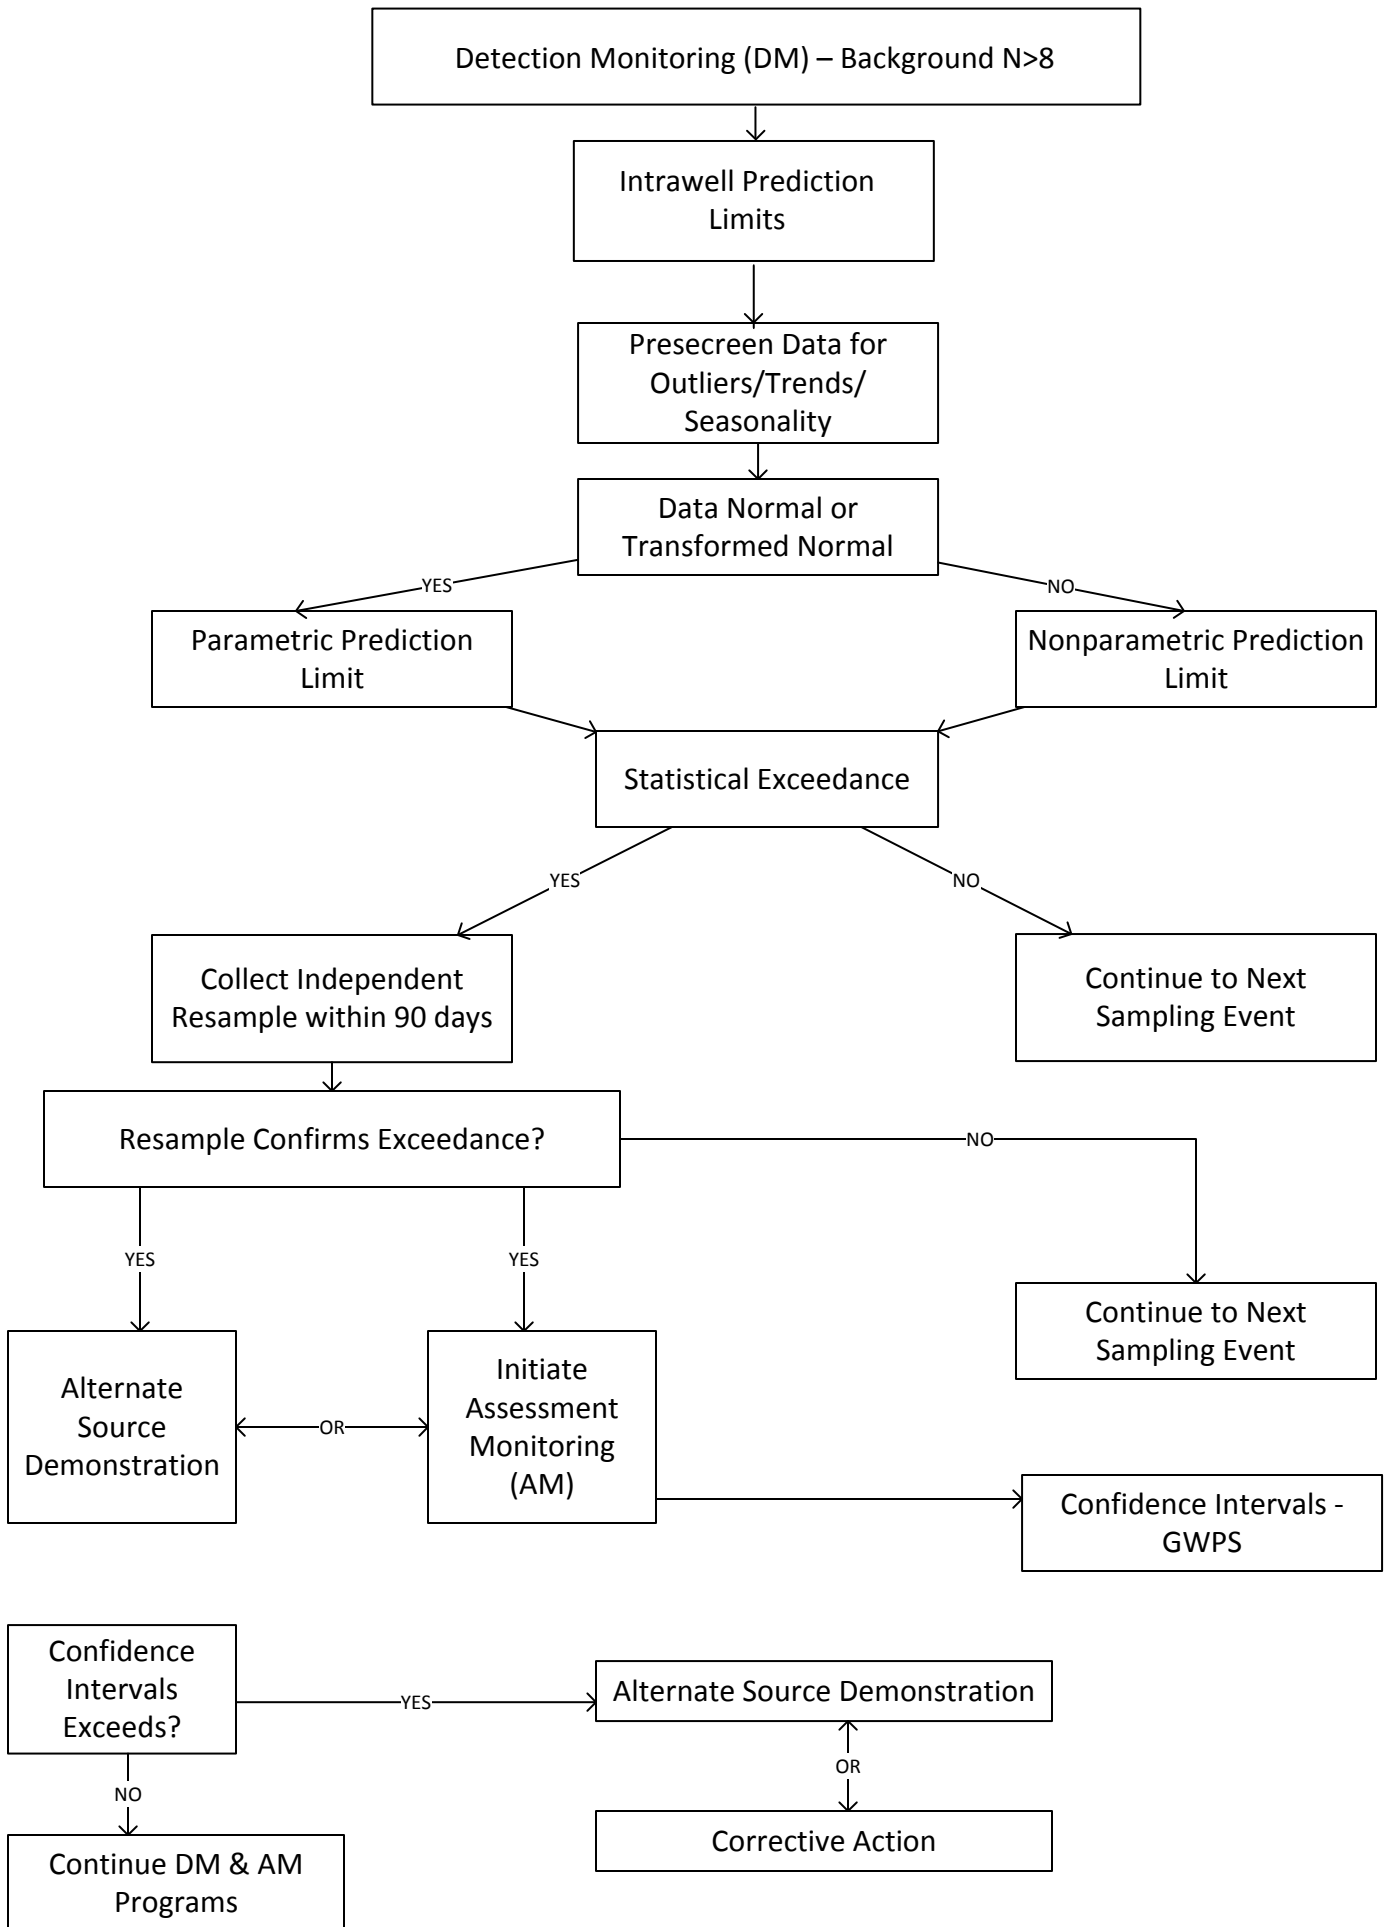 Detection Monitoring (DM) – Background N>8
Intrawell Prediction
Limits
Presecreen Data for
Outliers/Trends/
Seasonality
Data Normal or
Transformed Normal
YES
NO
Parametric Prediction
Limit
Nonparametric Prediction
Limit
Statistical Exceedance
YES
NO
Collect Independent
Resample within 90 days
Continue to Next
Sampling Event
Resample Confirms Exceedance?
NO
YES
YES
Continue to Next
Sampling Event
Alternate
Source
Demonstration
OR
Initiate
Assessment
Monitoring
(AM)
Confidence Intervals -
GWPS
Confidence
Intervals
Exceeds?
YES
Alternate Source Demonstration
NO
OR
Corrective Action
Continue DM & AM
Programs